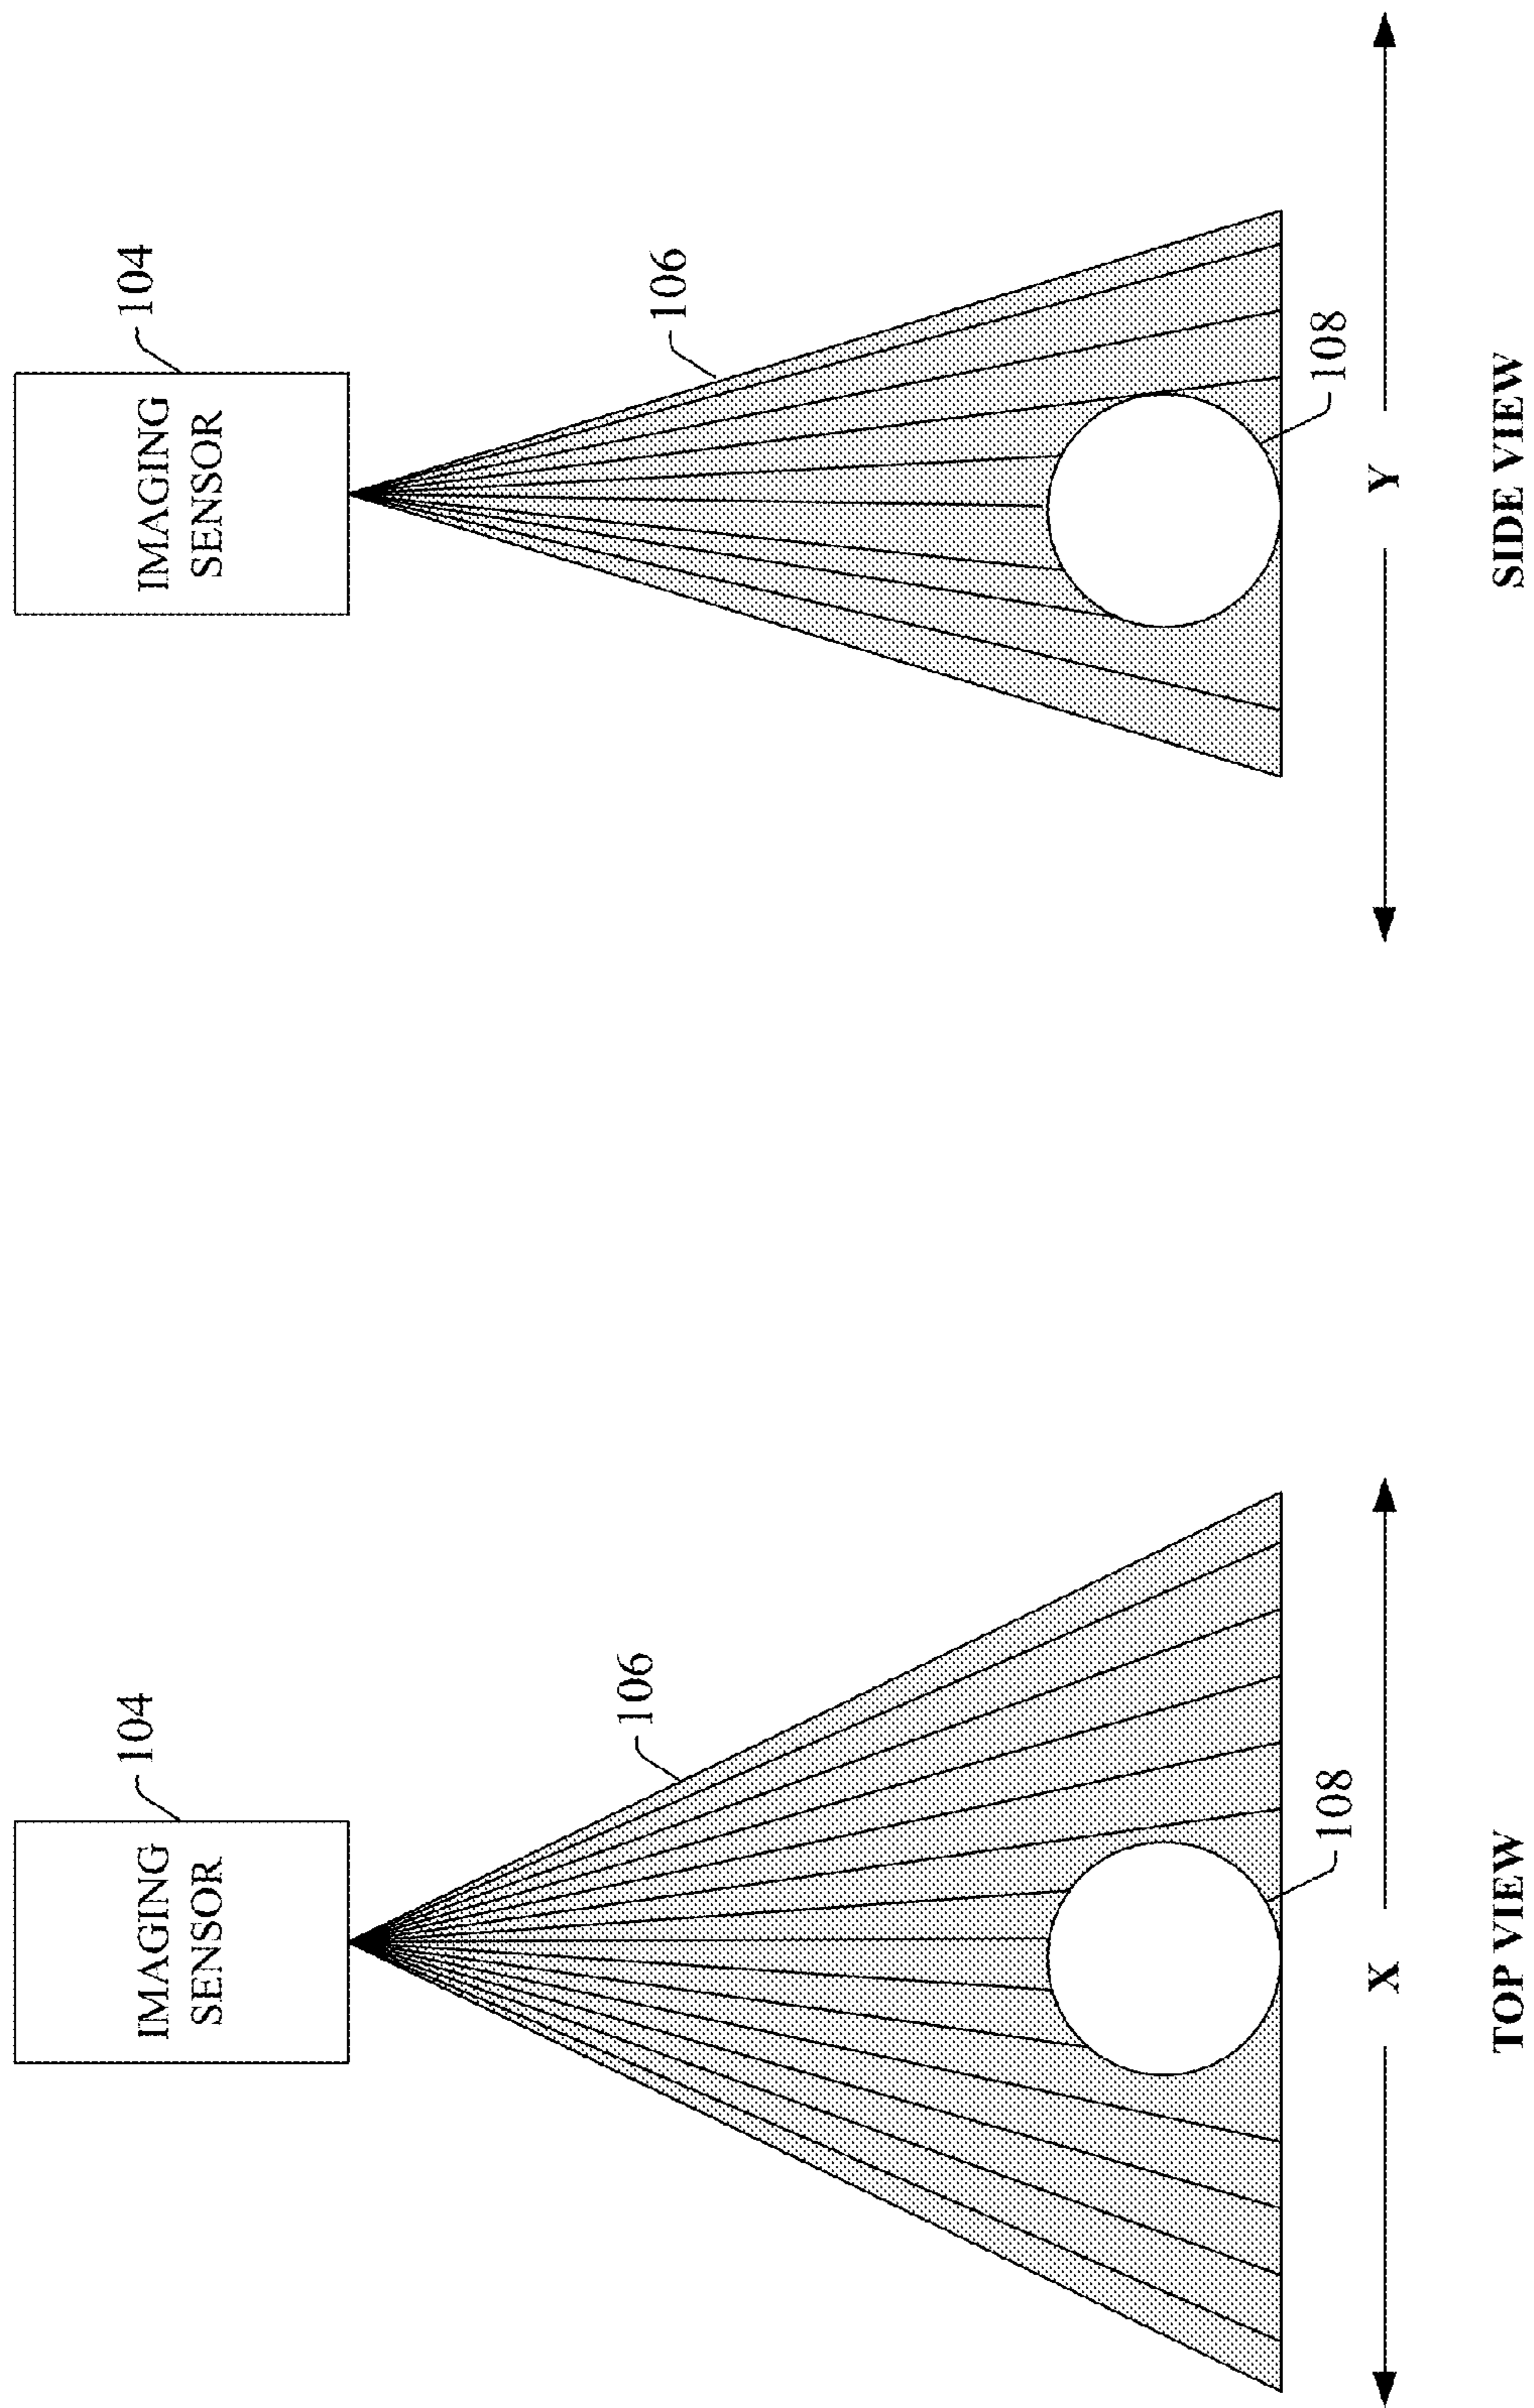 IMAGING
SENSOR
104
106
108
X
TOP VIEW
IMAGING
SENSOR
104
106
108
Y
SIDE VIEW